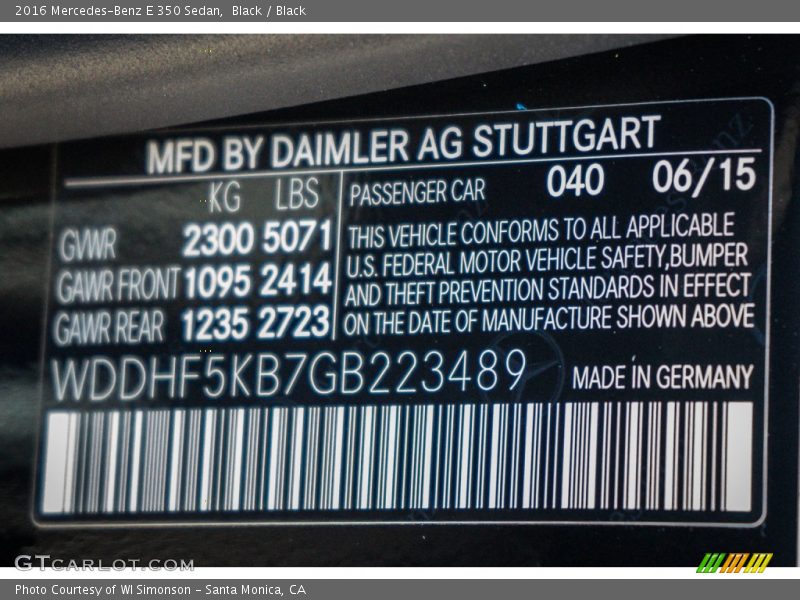 2016 Mercedes-Benz E 350 Sedan, Black / Black
MFD BY DAIMLER AG STUTTGART
KG LBS PASSENGER CAR 040 06/15
GVWR 2300 5071
GAWR FRONT 1095 2414
GAWR REAR 1235 2723
THIS VEHICLE CONFORMS TO ALL APPLICABLE
U.S. FEDERAL MOTOR VEHICLE SAFETY,BUMPER
AND THEFT PREVENTION STANDARDS IN EFFECT
ON THE DATE OF MANUFACTURE SHOWN ABOVE
WDDHF5KB7GB223489 MADE IN GERMANY
GTCARLOT.COM
Photo Courtesy of WI Simonson - Santa Monica, CA